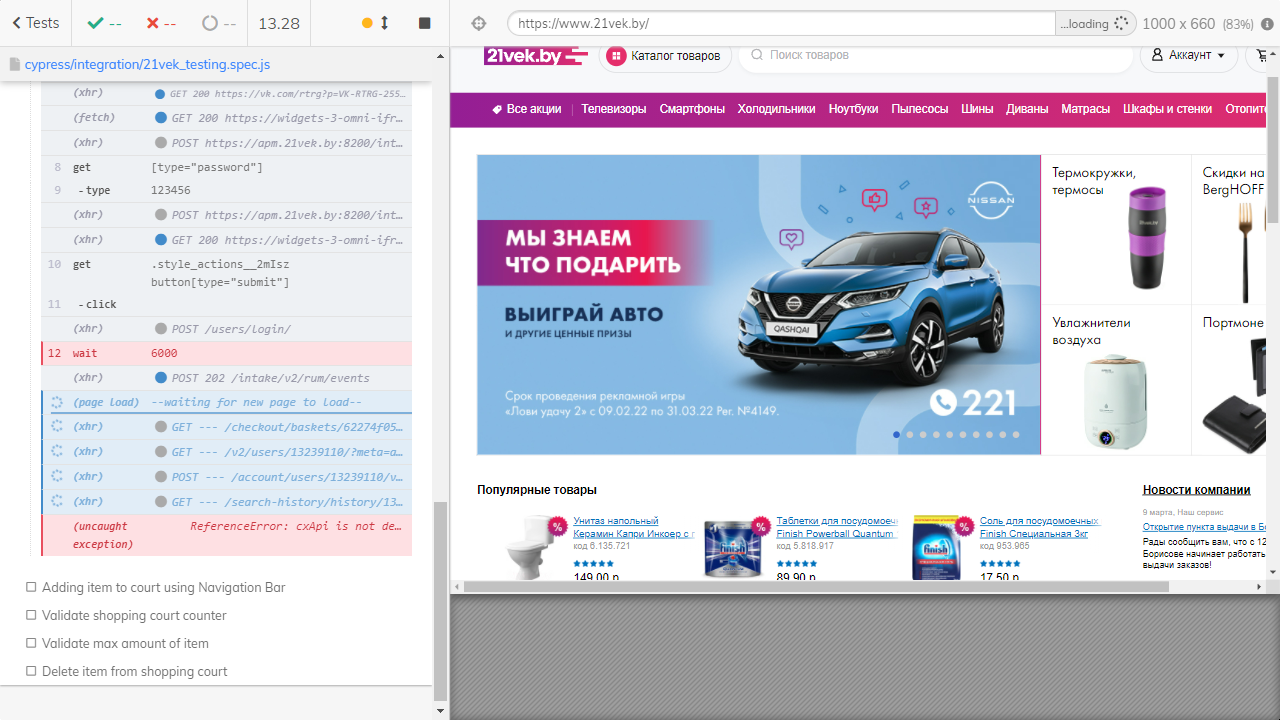 Tests
--
--
--
13.28
https://www.21vek.by/
...loading
1000 x 660 (83%)
cypress/integration/21vek_testing.spec.js
(xhr) GET 200 https://vk.com/rtrg?p=VK-RTRG-255…
(fetch) GET 200 https://widgets-3-omni-ifr…
(xhr) POST https://apm.21vek.by:8200/int…
8 get [type="password"]
9 -type 123456
(xhr) POST https://apm.21vek.by:8200/int…
(xhr) GET 200 https://widgets-3-omni-ifr…
10 get .style_actions__2mIsz
button[type="submit"]
11 -click
(xhr) POST /users/login/
12 wait 6000
(xhr) POST 202 /intake/v2/rum/events
(page load) --waiting for new page to load--
(xhr) GET --- /checkout/baskets/62274f05…
(xhr) GET --- /v2/users/13239110/?meta=a…
(xhr) POST --- /account/users/13239110/v…
(xhr) GET --- /search-history/history/13…
(uncaught exception) ReferenceError: cxApi is not de…
Adding item to court using Navigation Bar
Validate shopping court counter
Validate max amount of item
Delete item from shopping court
21vek.by
Каталог товаров
Поиск товаров
Аккаунт
Все акции
Телевизоры
Смартфоны
Холодильники
Ноутбуки
Пылесосы
Шины
Диваны
Матрасы
Шкафы и стенки
Отопите
NISSAN
МЫ ЗНАЕМ
ЧТО ПОДАРИТЬ
ВЫИГРАЙ АВТО
И ДРУГИЕ ЦЕННЫЕ ПРИЗЫ
QASHQAI
Срок проведения рекламной игры
«Лови удачу 2» с 09.02.22 по 31.03.22 Рег. №4149.
221
Термокружки,
термосы
Скидки на
BergHOFF
Увлажнители
воздуха
Портмоне
Популярные товары
Унитаз напольный
Керамин Капри Инкоер с г
код 6.135.721
149,00 р.
Таблетки для посудомоеч
Finish Powerball Quantum
код 5.818.917
89,90 р.
Соль для посудомоечных
Finish Специальная 3кг
код 953.965
17,50 р.
Новости компании
9 марта, Наш сервис
Открытие пункта выдачи в Б
Рады сообщить вам, что с 12
Борисове начинает работать
выдачи заказов!